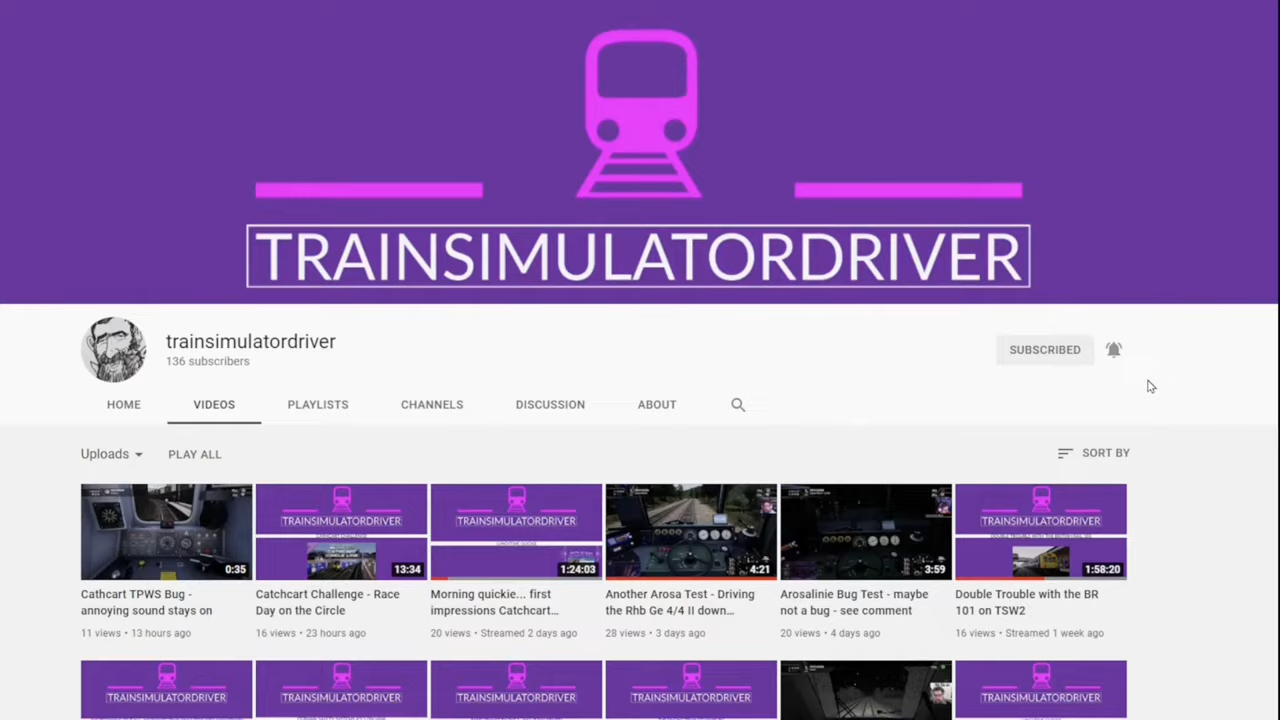 TRAINSIMULATORDRIVER
trainsimulatordriver
136 subscribers
SUBSCRIBED
HOME
VIDEOS
PLAYLISTS
CHANNELS
DISCUSSION
ABOUT
Uploads
PLAY ALL
SORT BY
0:35
TRAINSIMULATORDRIVER
13:34
TRAINSIMULATORDRIVER
1:24:03
4:21
3:59
TRAINSIMULATORDRIVER
1:58:20
Cathcart TPWS Bug -
annoying sound stays on
11 views • 13 hours ago
Catchcart Challenge - Race
Day on the Circle
16 views • 23 hours ago
Morning quickie... first
impressions Catchcart...
20 views • Streamed 2 days ago
Another Arosa Test - Driving
the Rhb Ge 4/4 II down...
28 views • 3 days ago
Arosalinie Bug Test - maybe
not a bug - see comment
20 views • 4 days ago
Double Trouble with the BR
101 on TSW2
16 views • Streamed 1 week ago
TRAINSIMULATORDRIVER
TRAINSIMULATORDRIVER
TRAINSIMULATORDRIVER
TRAINSIMULATORDRIVER
TRAINSIMULATORDRIVER